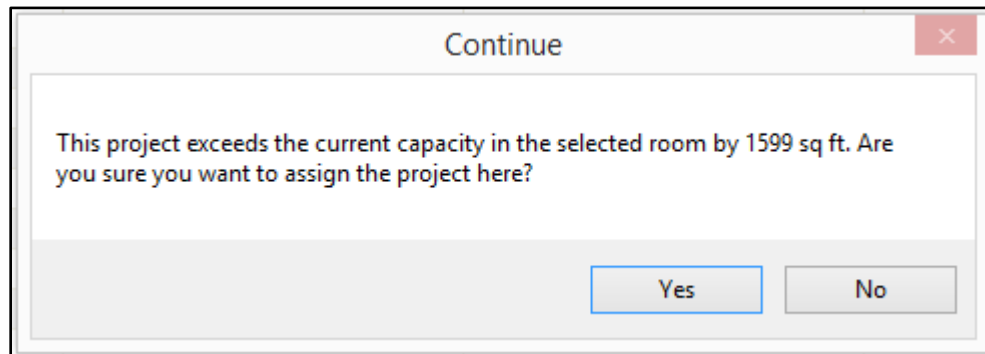 Continue
This project exceeds the current capacity in the selected room by 1599 sq ft. Are
you sure you want to assign the project here?
Yes
No